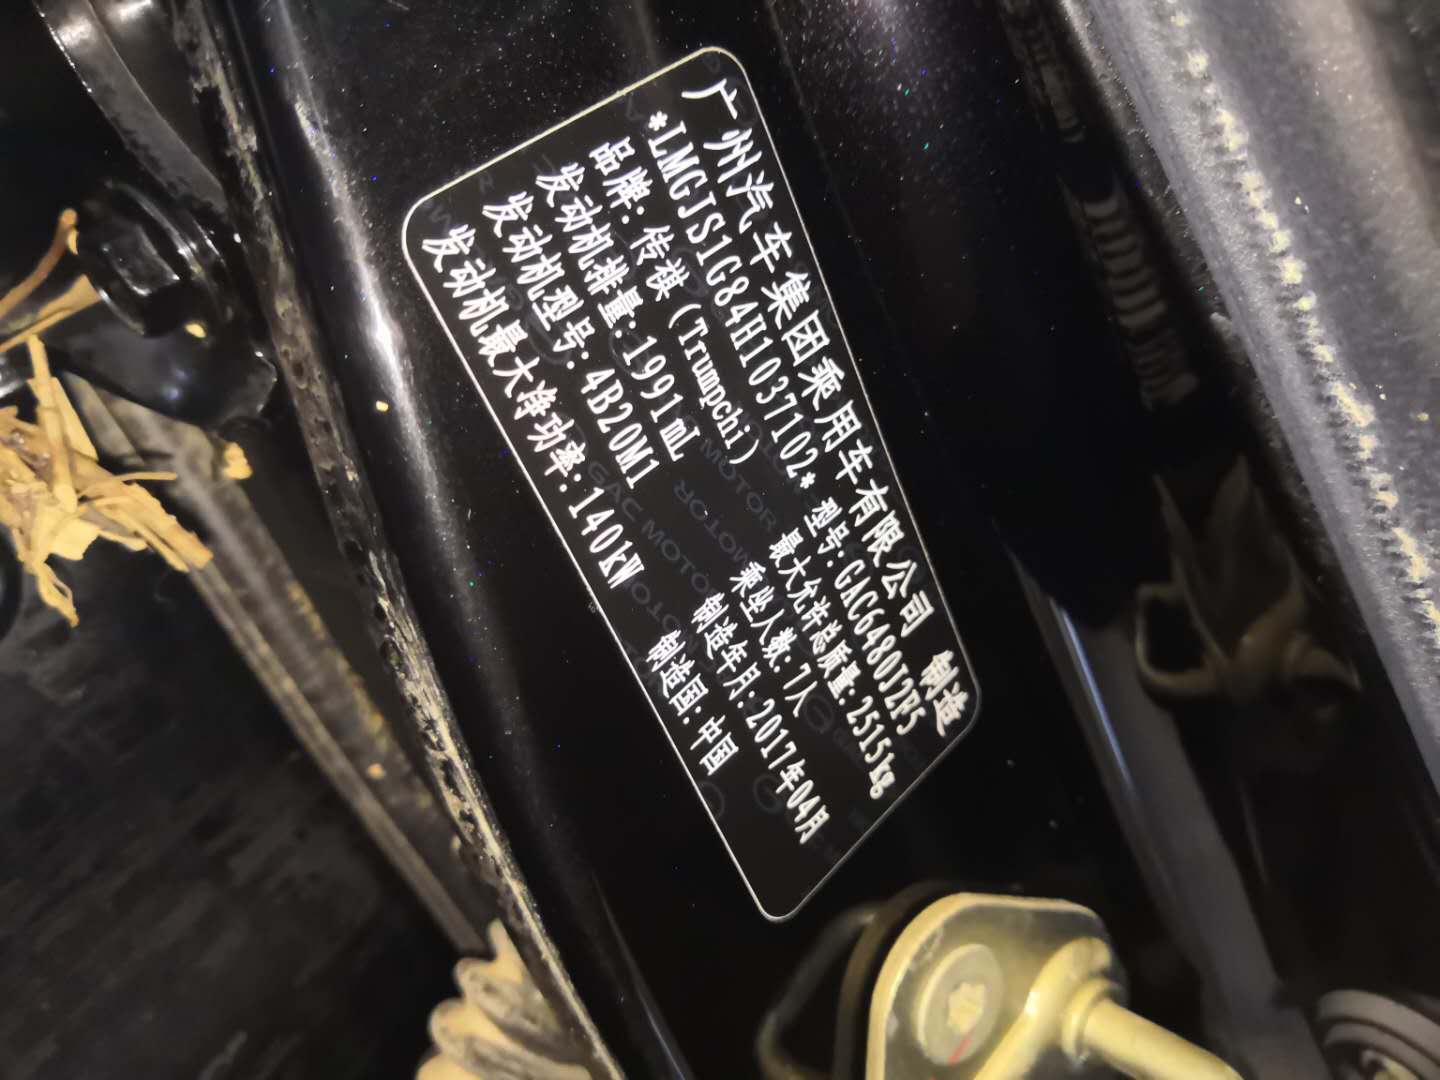 广州汽车集团乘用车有限公司 制造
*LMGJS1G84H1037102* 型号:GAC6480J2P5
品牌:传祺(Trumpchi) 最大允许总质量:2515kg
发动机排量:1991mL 乘坐人数:7人
发动机型号:4B20M1 制造年月:2017年04月
发动机最大净功率:140kW 制造国:中国
GAC MOTOR